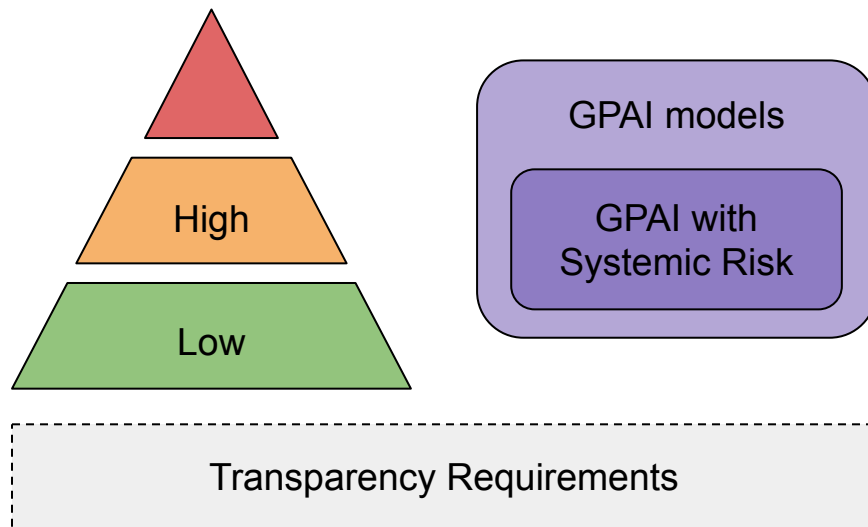 High
Low
GPAI models
GPAI with
Systemic Risk
Transparency Requirements